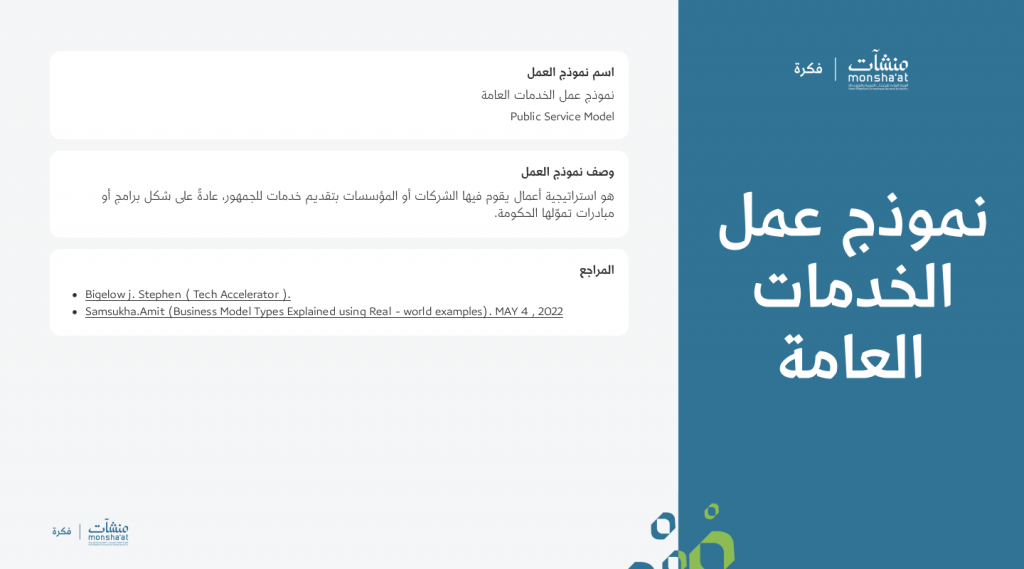 منشآت
monsha'at
فكرة
نموذج عمل
الخدمات
العامة
اسم نموذج العمل
نموذج عمل الخدمات العامة
Public Service Model
وصف نموذج العمل
هو استراتيجية أعمال يقوم فيها الشركات أو المؤسسات بتقديم خدمات للجمهور، عادةً على شكل برامج أو
مبادرات تموّلها الحكومة.
المراجع
Bigelow j. Stephen ( Tech Accelerator ).
Samsukha.Amit (Business Model Types Explained using Real - world examples). MAY 4 , 2022
منشآت
monsha'at
فكرة